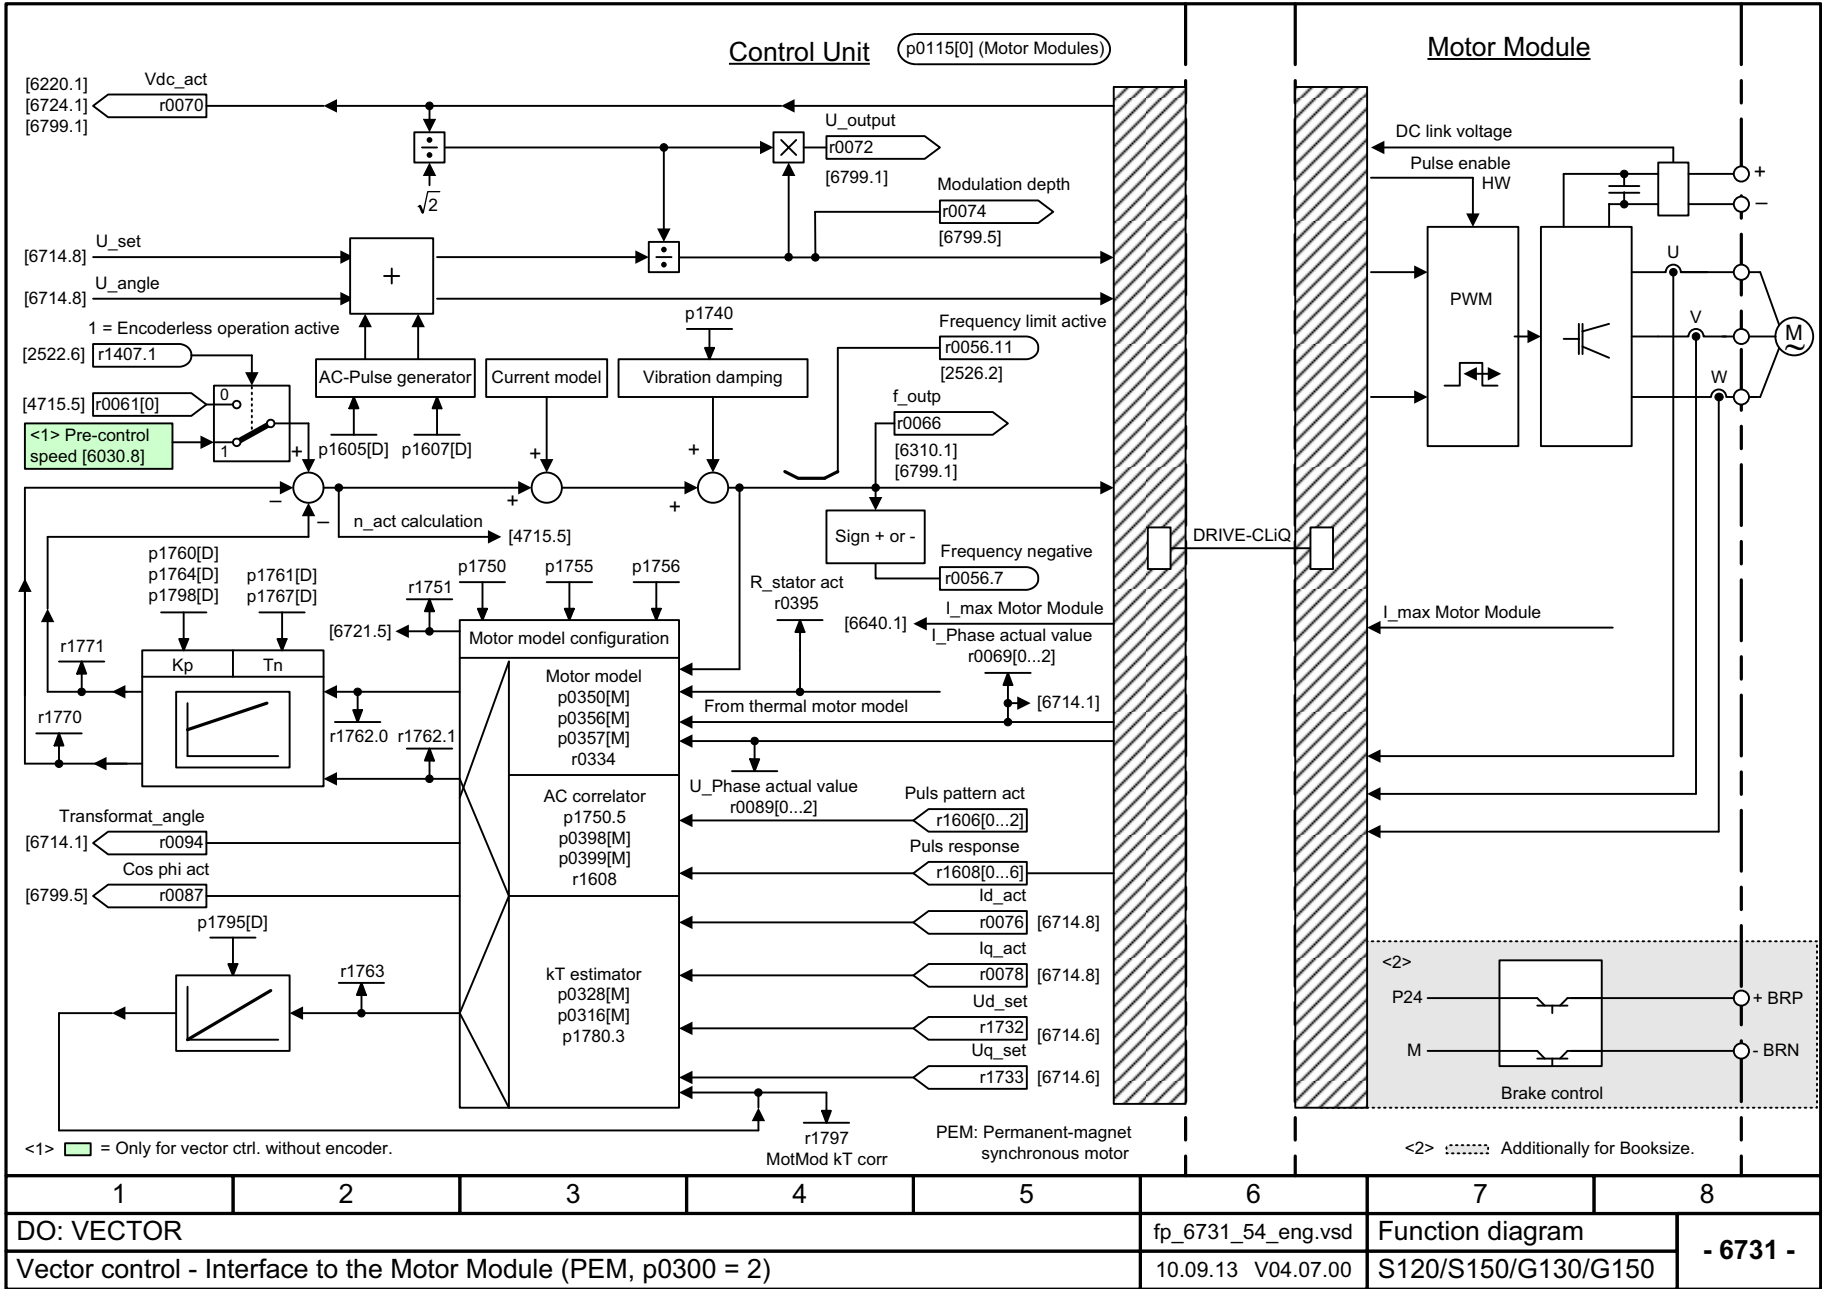 Control Unit
p0115[0] (Motor Modules)
Motor Module
[6220.1]
[6724.1]
[6799.1]
Vdc_act
r0070
÷
√2
×
U_output
r0072
[6799.1]
Modulation depth
r0074
[6799.5]
DC link voltage
Pulse enable
HW
+
–
[6714.8]
U_set
[6714.8]
U_angle
+
÷
PWM
U
V
W
M
~
1 = Encoderless operation active
[2522.6]
r1407.1
[4715.5]
r0061[0]
<1> Pre-control
speed [6030.8]
0
1
AC-Pulse generator
p1605[D]
p1607[D]
Current model
p1740
Vibration damping
Frequency limit active
r0056.11
[2526.2]
f_outp
r0066
[6310.1]
[6799.1]
+
–
–
+
+
+
+
n_act calculation
[4715.5]
Sign + or -
Frequency negative
r0056.7
DRIVE-CLiQ
p1760[D]
p1764[D]
p1798[D]
p1761[D]
p1767[D]
r1751
[6721.5]
p1750
p1755
p1756
R_stator act
r0395
I_max Motor Module
[6640.1]
I_Phase actual value
r0069[0...2]
[6714.1]
I_max Motor Module
r1771
r1770
Kp
Tn
r1762.0
r1762.1
Motor model configuration
Motor model
p0350[M]
p0356[M]
p0357[M]
r0334
From thermal motor model
U_Phase actual value
r0089[0...2]
AC correlator
p1750.5
p0398[M]
p0399[M]
r1608
Puls pattern act
r1606[0...2]
Puls response
r1608[0...6]
Transformat_angle
[6714.1]
r0094
Cos phi act
[6799.5]
r0087
Id_act
r0076
[6714.8]
Iq_act
r0078
[6714.8]
Ud_set
r1732
[6714.6]
Uq_set
r1733
[6714.6]
p1795[D]
r1763
kT estimator
p0328[M]
p0316[M]
p1780.3
r1797
MotMod kT corr
PEM: Permanent-magnet
synchronous motor
<2>
P24
+ BRP
M
- BRN
Brake control
<1>
= Only for vector ctrl. without encoder.
<2>
Additionally for Booksize.
1
2
3
4
5
6
7
8
DO: VECTOR
fp_6731_54_eng.vsd
Function diagram
- 6731 -
Vector control - Interface to the Motor Module (PEM, p0300 = 2)
10.09.13 V04.07.00
S120/S150/G130/G150